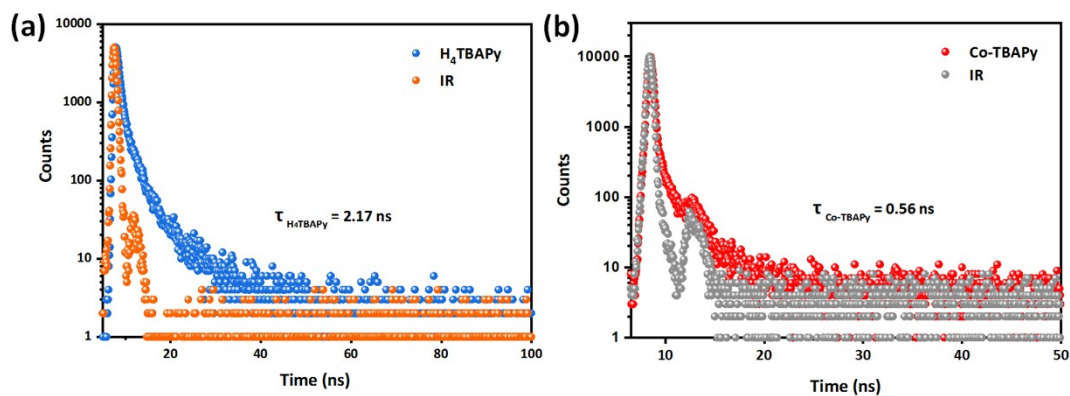 (a)
10000
1000
100
10
1
Counts
H₄TBAPy
IR
τ H₄TBAPy = 2.17 ns
20
40
60
80
100
Time (ns)
(b)
10000
1000
100
10
1
Counts
Co-TBAPy
IR
τ Co-TBAPy = 0.56 ns
10
20
30
40
50
Time (ns)